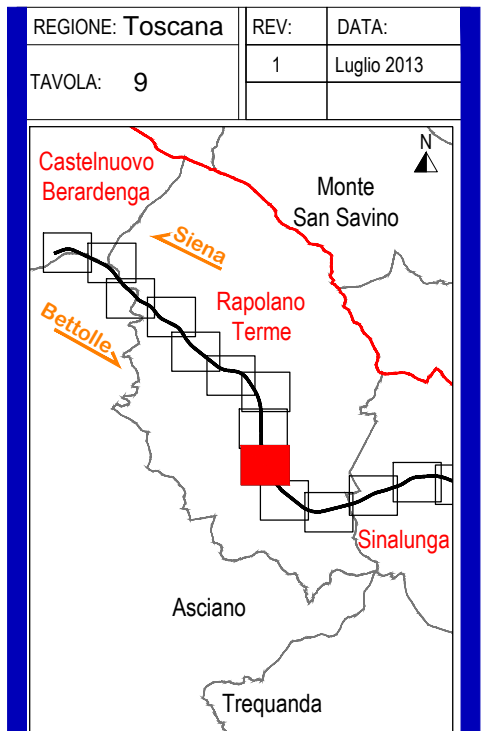 REGIONE: Toscana
REV:
DATA:
TAVOLA: 9
1
Luglio 2013
N
Castelnuovo
Berardenga
Monte
San Savino
Siena
Rapolano
Terme
Bettolle
Sinalunga
Asciano
Trequanda